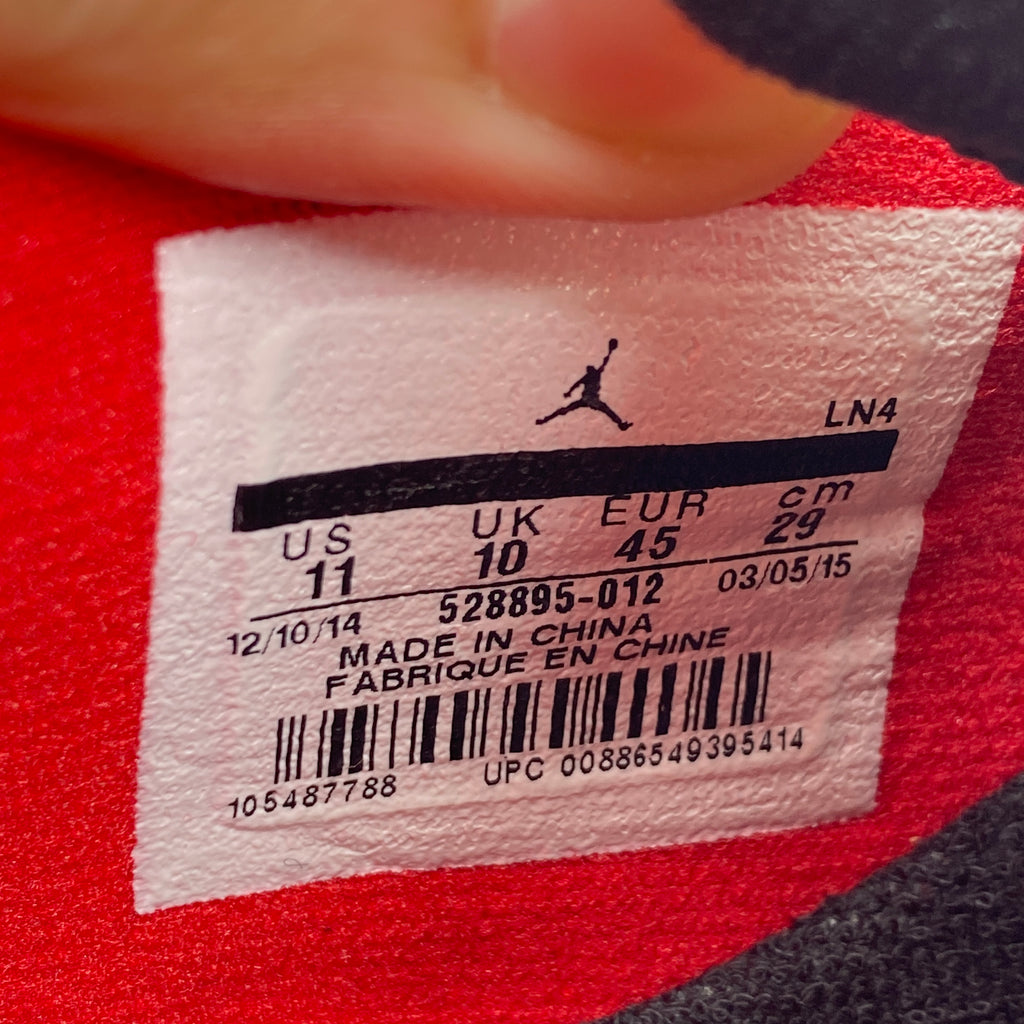 LN4
US UK EUR cm
11 10 45 29
12/10/14 528895-012 03/05/15
MADE IN CHINA
FABRIQUE EN CHINE
105487788 UPC 00886549395414